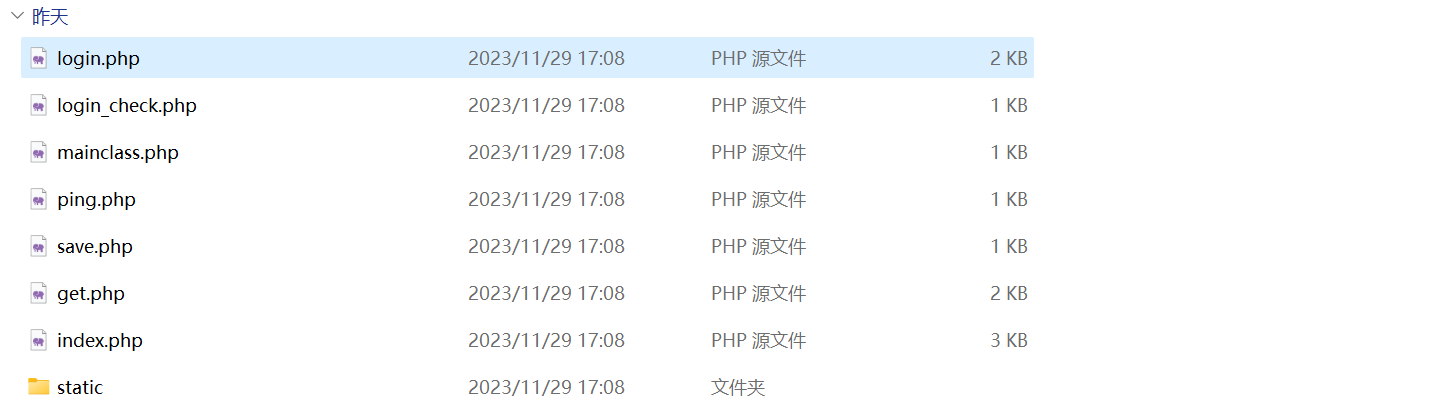 昨天
login.php 2023/11/29 17:08 PHP 源文件 2 KB
login_check.php 2023/11/29 17:08 PHP 源文件 1 KB
mainclass.php 2023/11/29 17:08 PHP 源文件 1 KB
ping.php 2023/11/29 17:08 PHP 源文件 1 KB
save.php 2023/11/29 17:08 PHP 源文件 1 KB
get.php 2023/11/29 17:08 PHP 源文件 2 KB
index.php 2023/11/29 17:08 PHP 源文件 3 KB
static 2023/11/29 17:08 文件夹